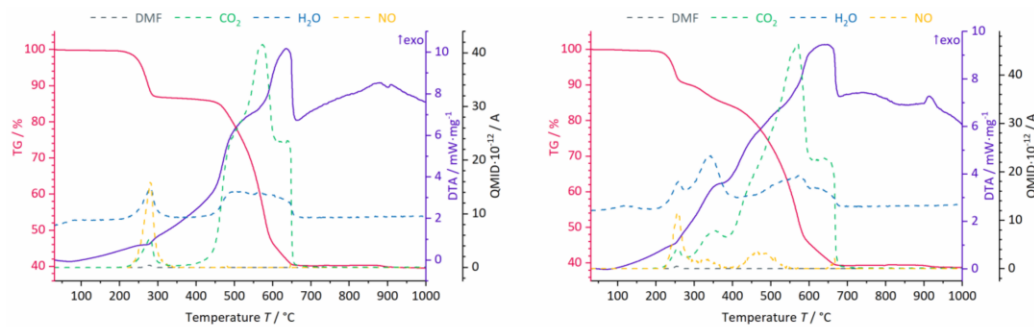 DMF CO₂ H₂O NO
↑exo
TG / %
100
90
80
70
60
50
40
100 200 300 400 500 600 700 800 900 1000
Temperature T / °C
DTA / mW·mg⁻¹
10
8
6
4
2
0
QMID·10⁻¹² / A
40
30
20
10
0
DMF CO₂ H₂O NO
↑exo
TG / %
100
90
80
70
60
50
40
100 200 300 400 500 600 700 800 900 1000
Temperature T / °C
DTA / mW·mg⁻¹
10
8
6
4
2
0
QMID·10⁻¹² / A
40
30
20
10
0